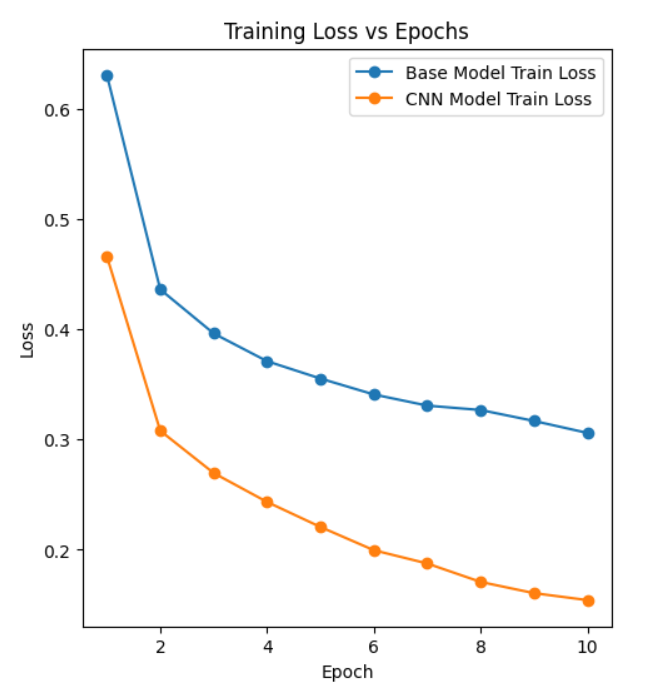 Training Loss vs Epochs
Base Model Train Loss
CNN Model Train Loss
0.6
0.5
0.4
0.3
0.2
Loss
2 4 6 8 10
Epoch